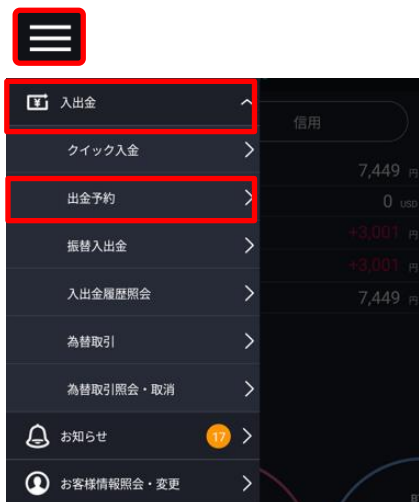 入出金
信用
クイック入金
7,449 円
出金予約
0 USD
+3,001 円
振替入出金
+3,001 円
入出金履歴照会
7,449 円
為替取引
為替取引照会・取消
お知らせ 17
お客様情報照会・変更